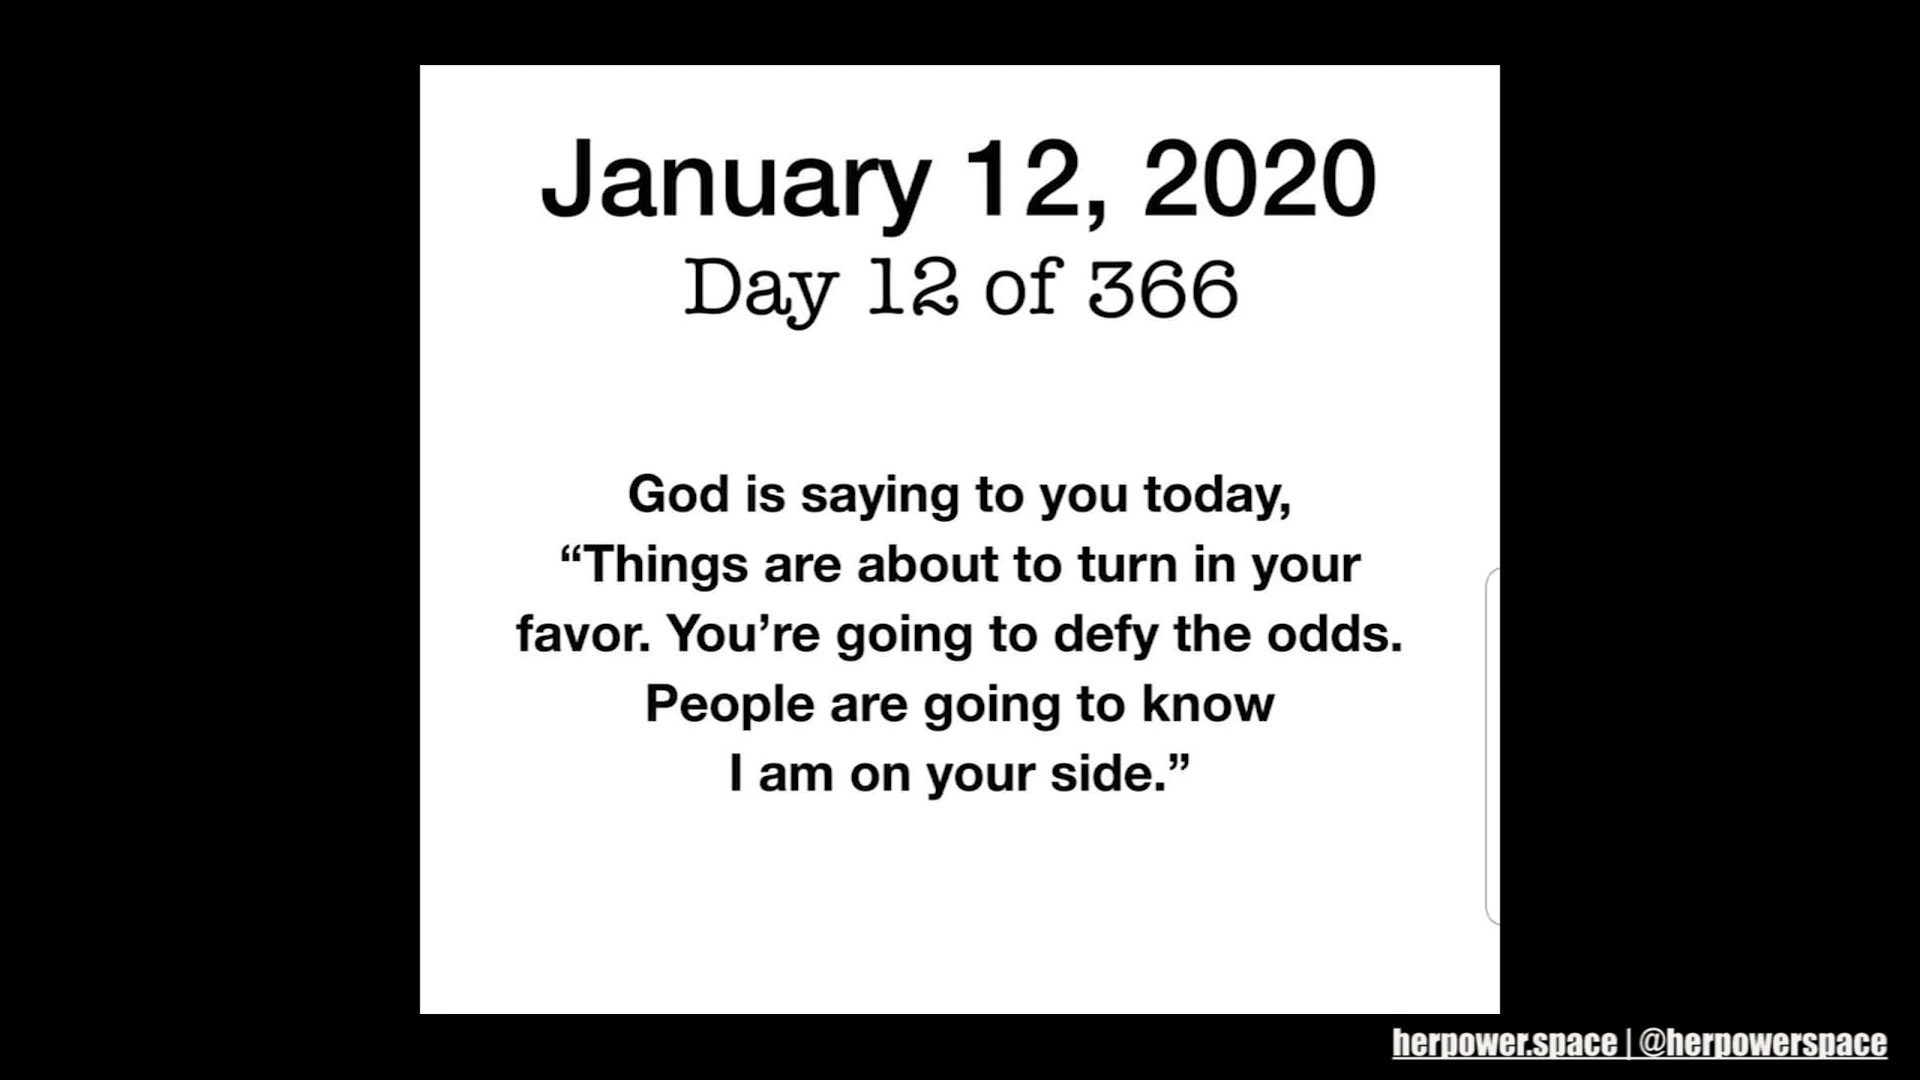 January 12, 2020
Day 12 of 366
God is saying to you today,
“Things are about to turn in your
favor. You’re going to defy the odds.
People are going to know
I am on your side.”
herpower.space | @herpowerspace